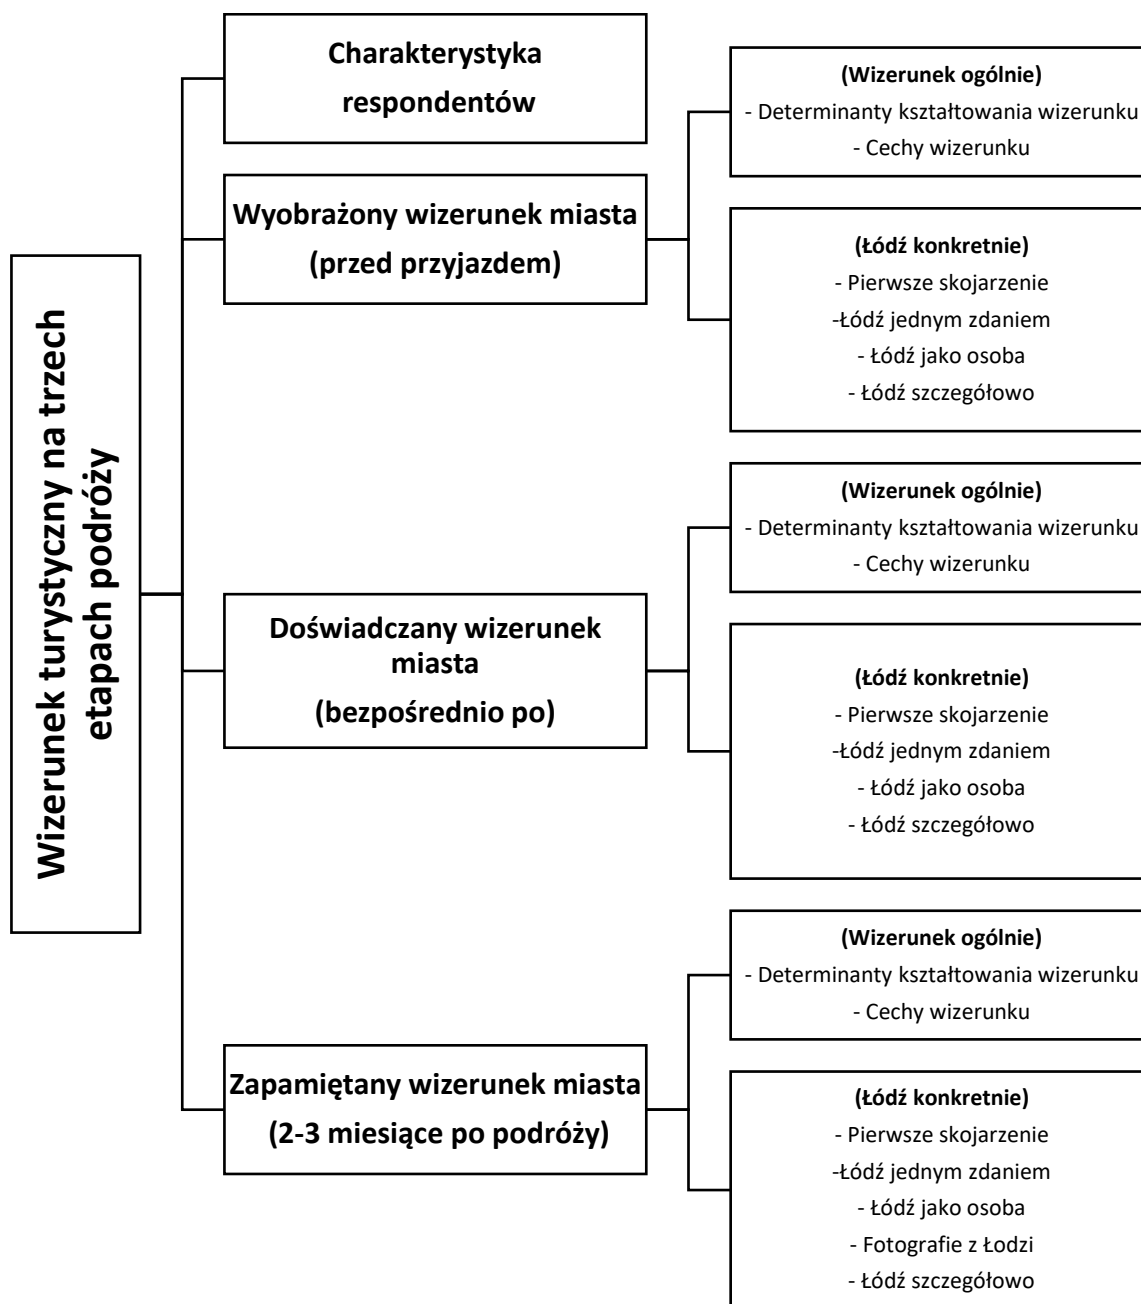 Wizerunek turystyczny na trzech
etapach podróży
Charakterystyka
respondentów
Wyobrażony wizerunek miasta
(przed przyjazdem)
(Wizerunek ogólnie)
- Determinanty kształtowania wizerunku
- Cechy wizerunku
(Łódź konkretnie)
- Pierwsze skojarzenie
-Łódź jednym zdaniem
- Łódź jako osoba
- Łódź szczegółowo
Doświadczany wizerunek
miasta
(bezpośrednio po)
(Wizerunek ogólnie)
- Determinanty kształtowania wizerunku
- Cechy wizerunku
(Łódź konkretnie)
- Pierwsze skojarzenie
-Łódź jednym zdaniem
- Łódź jako osoba
- Łódź szczegółowo
Zapamiętany wizerunek miasta
(2-3 miesiące po podróży)
(Wizerunek ogólnie)
- Determinanty kształtowania wizerunku
- Cechy wizerunku
(Łódź konkretnie)
- Pierwsze skojarzenie
-Łódź jednym zdaniem
- Łódź jako osoba
- Fotografie z Łodzi
- Łódź szczegółowo